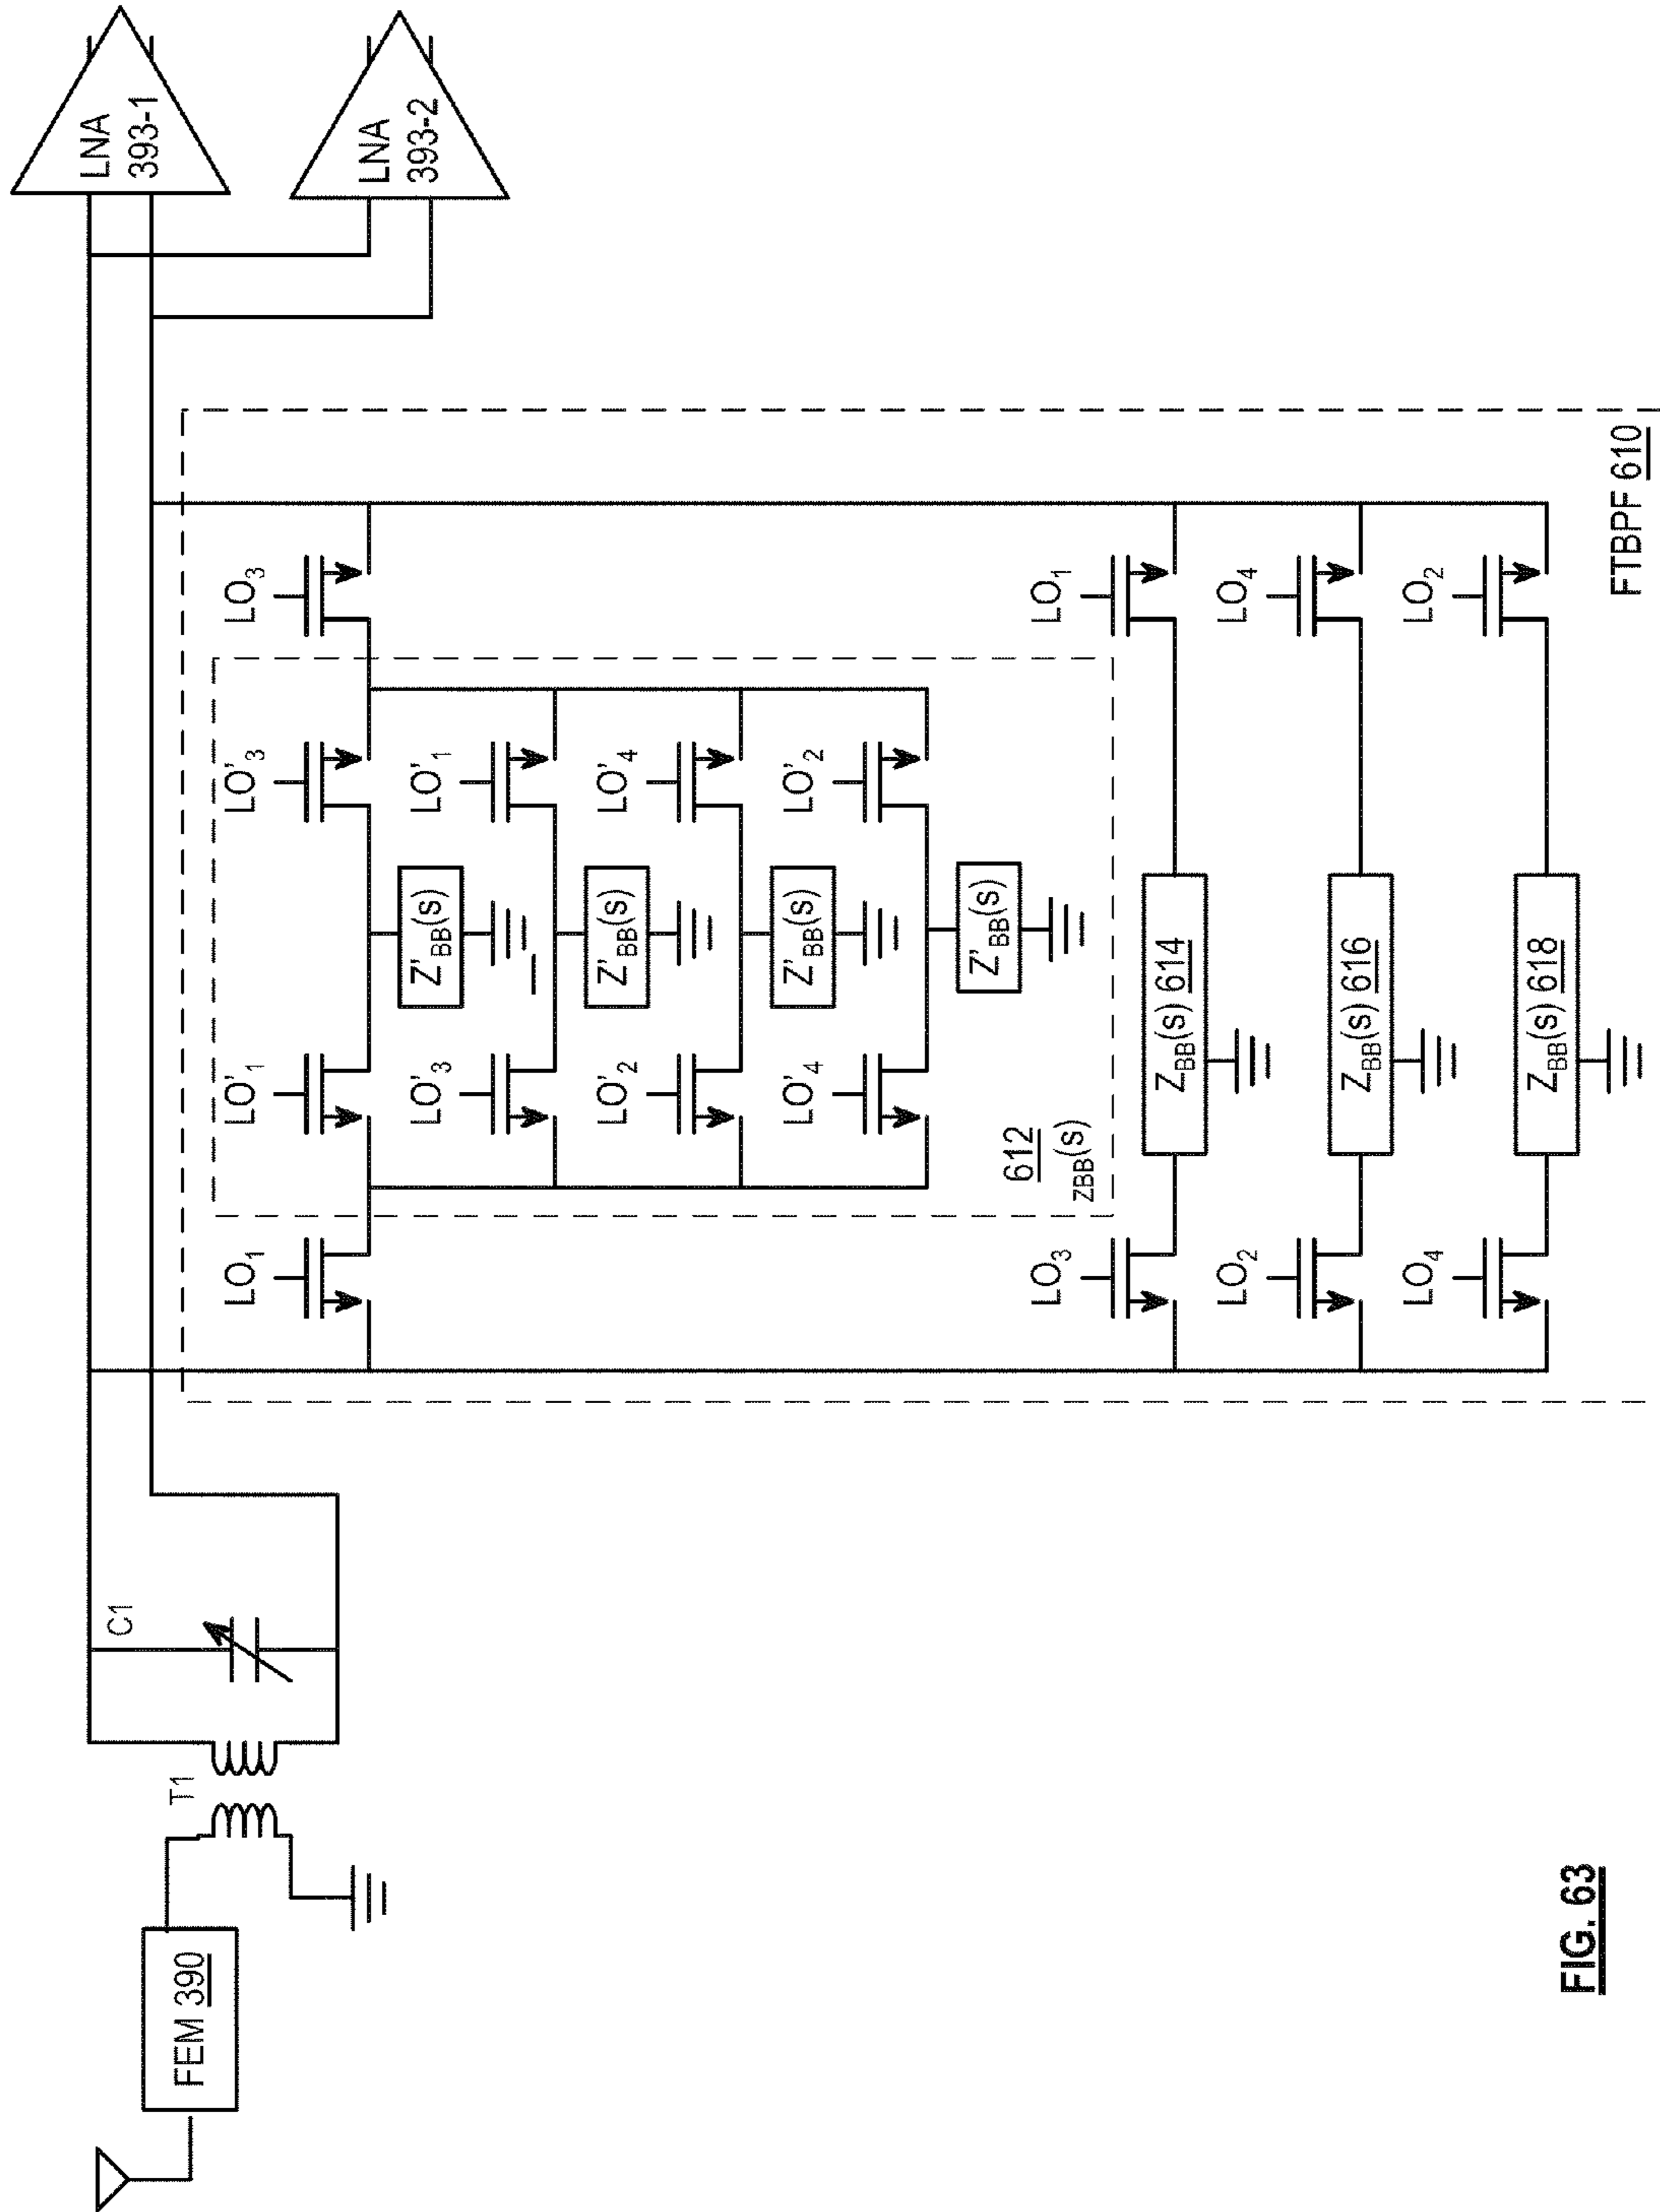 FEM 390
T1
C1
LNA
393-1
LNA
393-2
LO₁
LO'₁
LO'₃
LO₃
Z'BB(s)
LO'₃
LO'₁
Z'BB(s)
LO'₂
LO'₄
Z'BB(s)
LO'₄
LO'₂
Z'BB(s)
612
ZBB(s)
LO₃
LO₁
ZBB(s) 614
LO₂
LO₄
ZBB(s) 616
LO₄
LO₂
ZBB(s) 618
FTBPF 610
FIG. 63